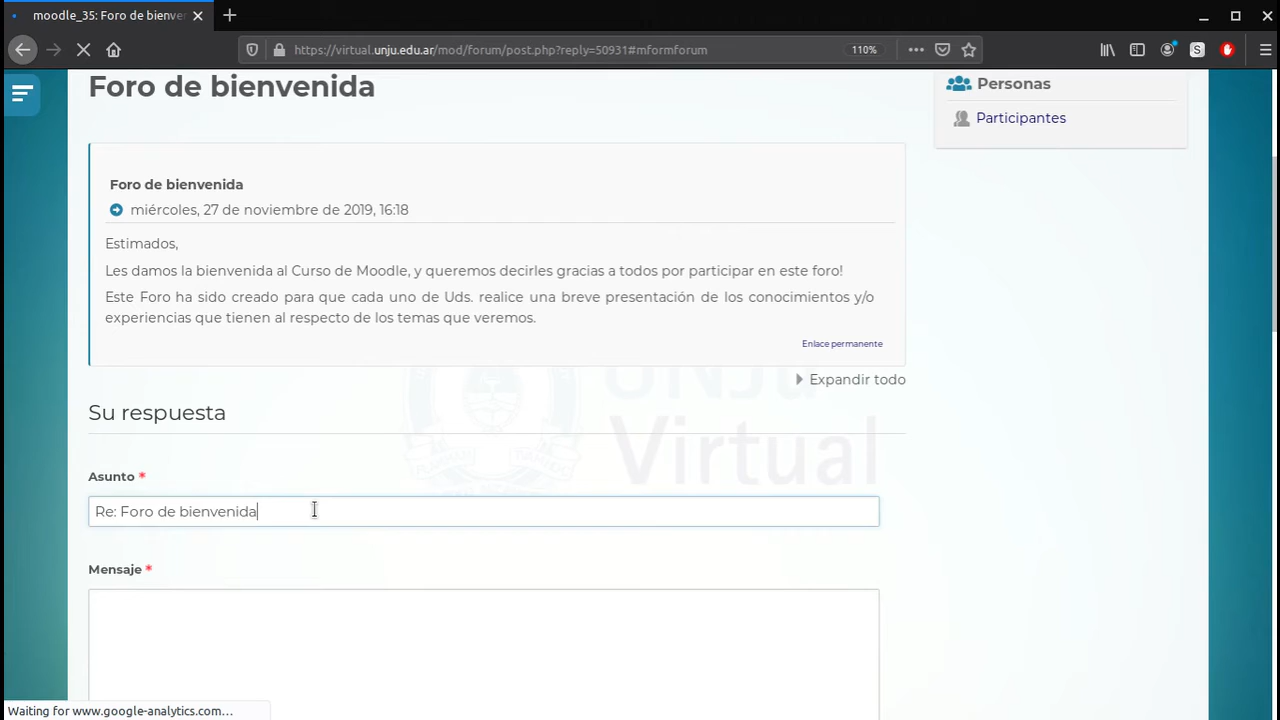 moodle_35: Foro de bienver
https://virtual.unju.edu.ar/mod/forum/post.php?reply=50931#mformforum
110%
Foro de bienvenida
Personas
Participantes
Foro de bienvenida
miércoles, 27 de noviembre de 2019, 16:18
Estimados,
Les damos la bienvenida al Curso de Moodle, y queremos decirles gracias a todos por participar en este foro!
Este Foro ha sido creado para que cada uno de Uds. realice una breve presentación de los conocimientos y/o
experiencias que tienen al respecto de los temas que veremos.
Enlace permanente
Expandir todo
UNJu
Virtual
Su respuesta
Asunto *
Re: Foro de bienvenida
Mensaje *
Waiting for www.google-analytics.com…